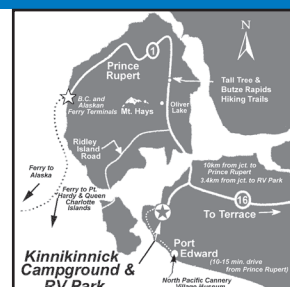 N
1
Prince
Rupert
Tall Tree &
Butze Rapids
Hiking Trails
B.C. and
Alaskan
Ferry Terminals
Mt. Hays
Oliver
Lake
Ridley
Island
Road
Ferry to
Alaska
10km from jct. to
Prince Rupert
3.4km from jct. to RV Park
Ferry to Pt.
Hardy & Queen
Charlotte
Islands
16
To Terrace
Kinnikinnick
Campground &
RV Park
Port
Edward
(10-15 min. drive
from Prince Rupert)
North Pacific Cannery
Village Museum